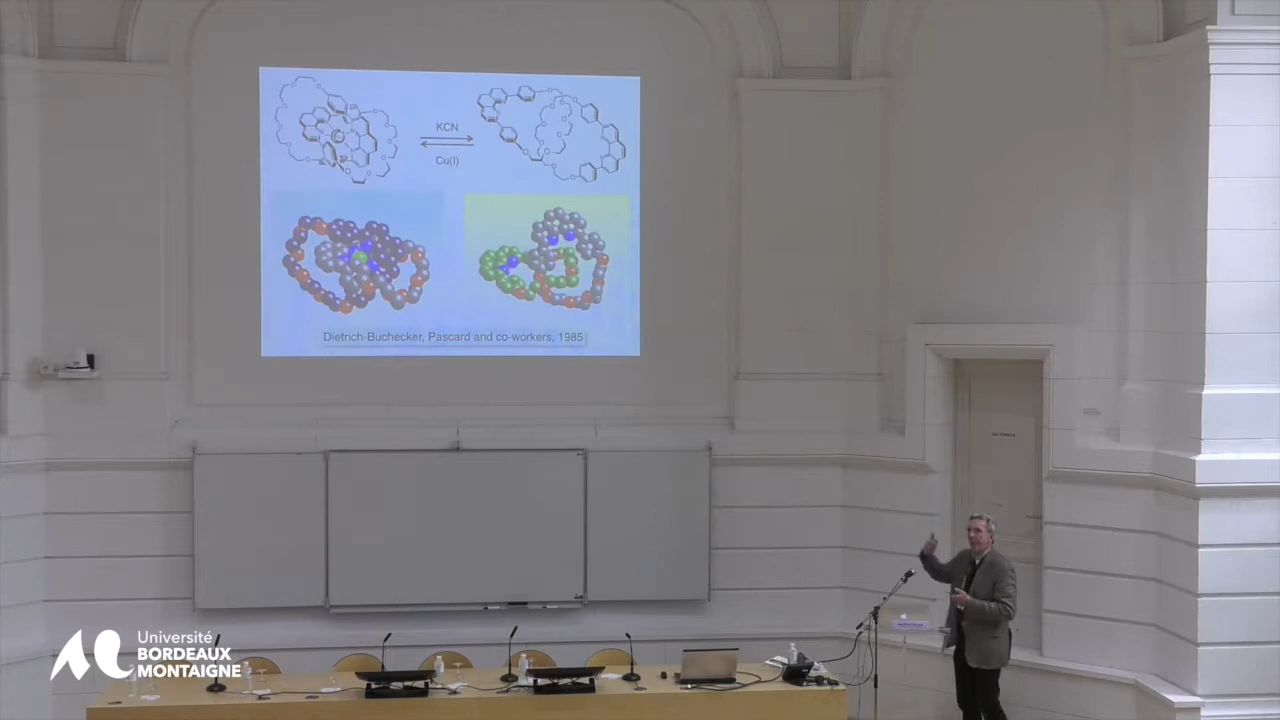 KCN
Cu(I)
Dietrich-Buchecker, Pascard and co-workers, 1985
Université
BORDEAUX
MONTAIGNE